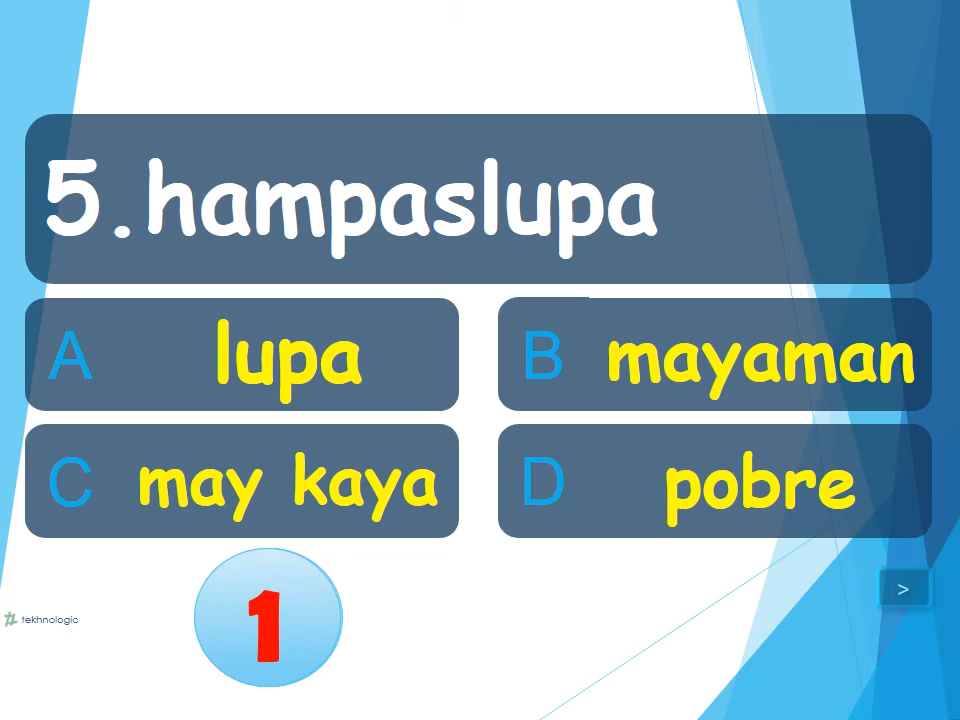 5.hampaslupa
A lupa
B mayaman
C may kaya
D pobre
>
tekhnologic
1